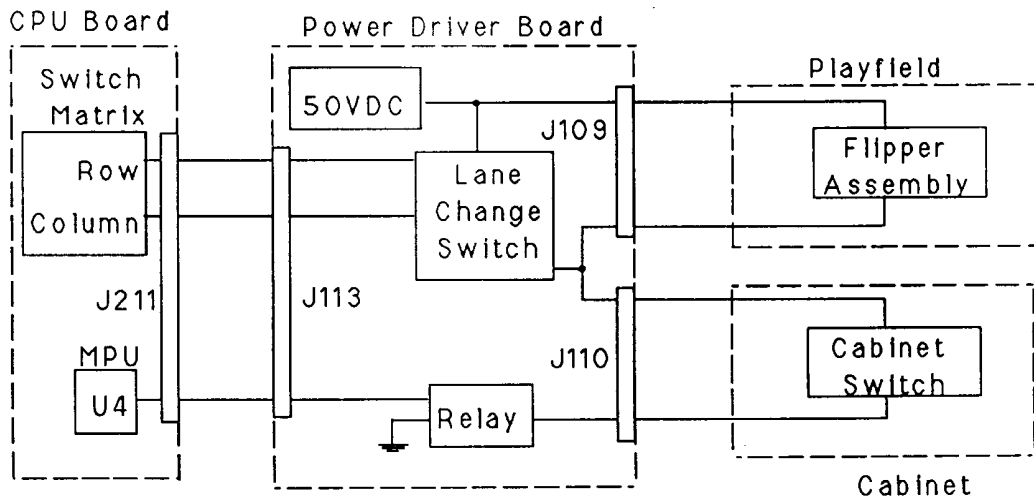 CPU Board
Switch
Matrix
Row
Column
J211
MPU
U4
Power Driver Board
50VDC
J109
Lane
Change
Switch
J113
J110
Relay
Playfield
Flipper
Assembly
Cabinet
Switch
Cabinet